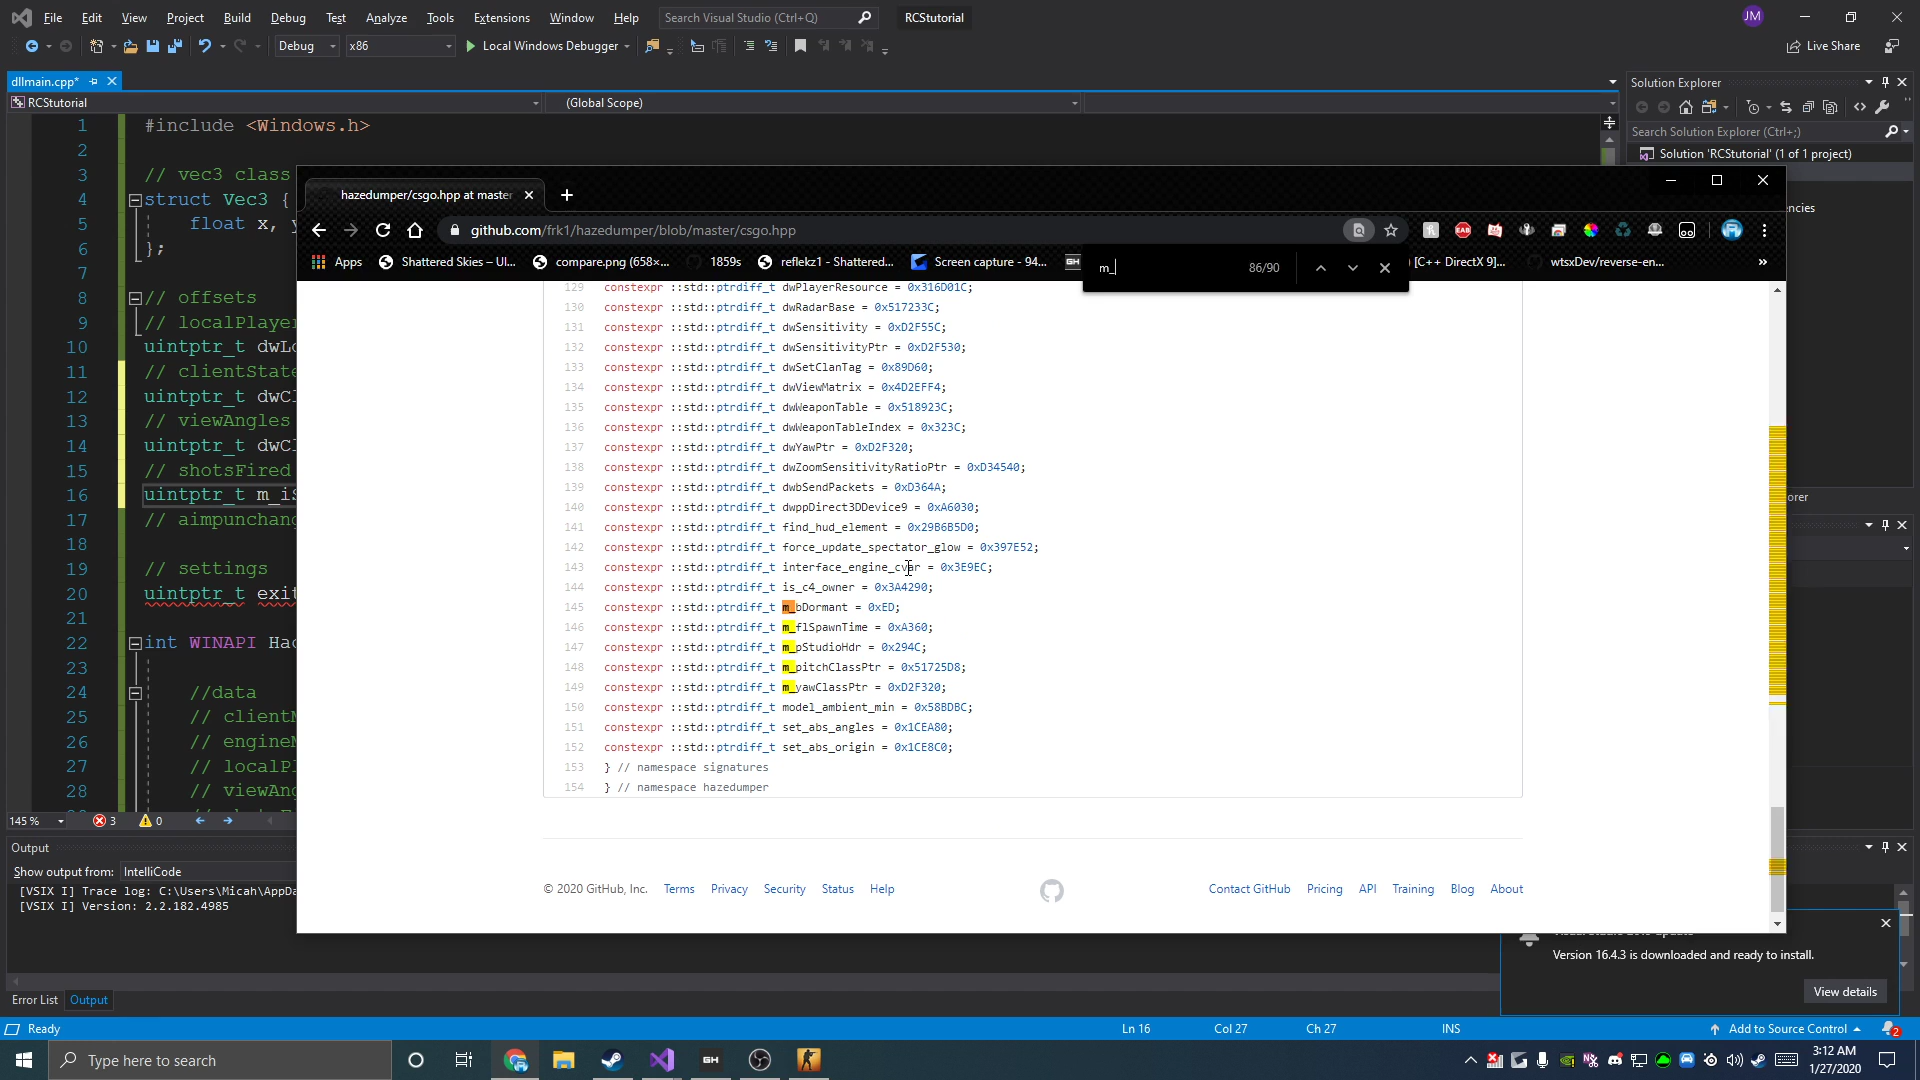 File Edit View Project Build Debug Test Analyze Tools Extensions Window Help Search Visual Studio (Ctrl+Q) RCStutorial JM
Debug x86 Local Windows Debugger Live Share
dllmain.cpp*
RCStutorial (Global Scope)
1 #include <Windows.h>
2
3 // vec3 class
4 struct Vec3 {
5 float x,
6 };
7
8 // offsets
9 // localPlayer
10 uintptr_t dwLo
11 // clientState
12 uintptr_t dwCl
13 // viewAngles
14 uintptr_t dwCl
15 // shotsFired
16 uintptr_t m_iS
17 // aimpunchang
18
19 // settings
20 uintptr_t exit
21
22 int WINAPI Hac
23
24 //data
25 // clientM
26 // engineM
27 // localPl
28 // viewAng
145 % 3 0
Output
Show output from: IntelliCode
[VSIX I] Trace log: C:\Users\Micah\AppDa
[VSIX I] Version: 2.2.182.4985
Error List Output
Ready Ln 16 Col 27 Ch 27 INS Add to Source Control 2
Solution Explorer
Search Solution Explorer (Ctrl+;)
Solution 'RCStutorial' (1 of 1 project)
ncies
orer
hazedumper/csgo.hpp at master
github.com/frk1/hazedumper/blob/master/csgo.hpp
Apps Shattered Skies – Ul... compare.png (658×... 1859s reflekz1 - Shattered... Screen capture - 94... GH [C++ DirectX 9]... wtsxDev/reverse-en... »
m_ 86/90
129 constexpr ::std::ptrdiff_t dwPlayerResource = 0x316D01C;
130 constexpr ::std::ptrdiff_t dwRadarBase = 0x517233C;
131 constexpr ::std::ptrdiff_t dwSensitivity = 0xD2F55C;
132 constexpr ::std::ptrdiff_t dwSensitivityPtr = 0xD2F530;
133 constexpr ::std::ptrdiff_t dwSetClanTag = 0x89D60;
134 constexpr ::std::ptrdiff_t dwViewMatrix = 0x4D2EFF4;
135 constexpr ::std::ptrdiff_t dwWeaponTable = 0x518923C;
136 constexpr ::std::ptrdiff_t dwWeaponTableIndex = 0x323C;
137 constexpr ::std::ptrdiff_t dwYawPtr = 0xD2F320;
138 constexpr ::std::ptrdiff_t dwZoomSensitivityRatioPtr = 0xD34540;
139 constexpr ::std::ptrdiff_t dwbSendPackets = 0xD364A;
140 constexpr ::std::ptrdiff_t dwppDirect3DDevice9 = 0xA6030;
141 constexpr ::std::ptrdiff_t find_hud_element = 0x29B6B5D0;
142 constexpr ::std::ptrdiff_t force_update_spectator_glow = 0x397E52;
143 constexpr ::std::ptrdiff_t interface_engine_cvar = 0x3E9EC;
144 constexpr ::std::ptrdiff_t is_c4_owner = 0x3A4290;
145 constexpr ::std::ptrdiff_t m_bDormant = 0xED;
146 constexpr ::std::ptrdiff_t m_flSpawnTime = 0xA360;
147 constexpr ::std::ptrdiff_t m_pStudioHdr = 0x294C;
148 constexpr ::std::ptrdiff_t m_pitchClassPtr = 0x51725D8;
149 constexpr ::std::ptrdiff_t m_yawClassPtr = 0xD2F320;
150 constexpr ::std::ptrdiff_t model_ambient_min = 0x58BDBC;
151 constexpr ::std::ptrdiff_t set_abs_angles = 0x1CEA80;
152 constexpr ::std::ptrdiff_t set_abs_origin = 0x1CE8C0;
153 } // namespace signatures
154 } // namespace hazedumper
© 2020 GitHub, Inc. Terms Privacy Security Status Help Contact GitHub Pricing API Training Blog About
Version 16.4.3 is downloaded and ready to install.
View details
Type here to search GH 3:12 AM
1/27/2020